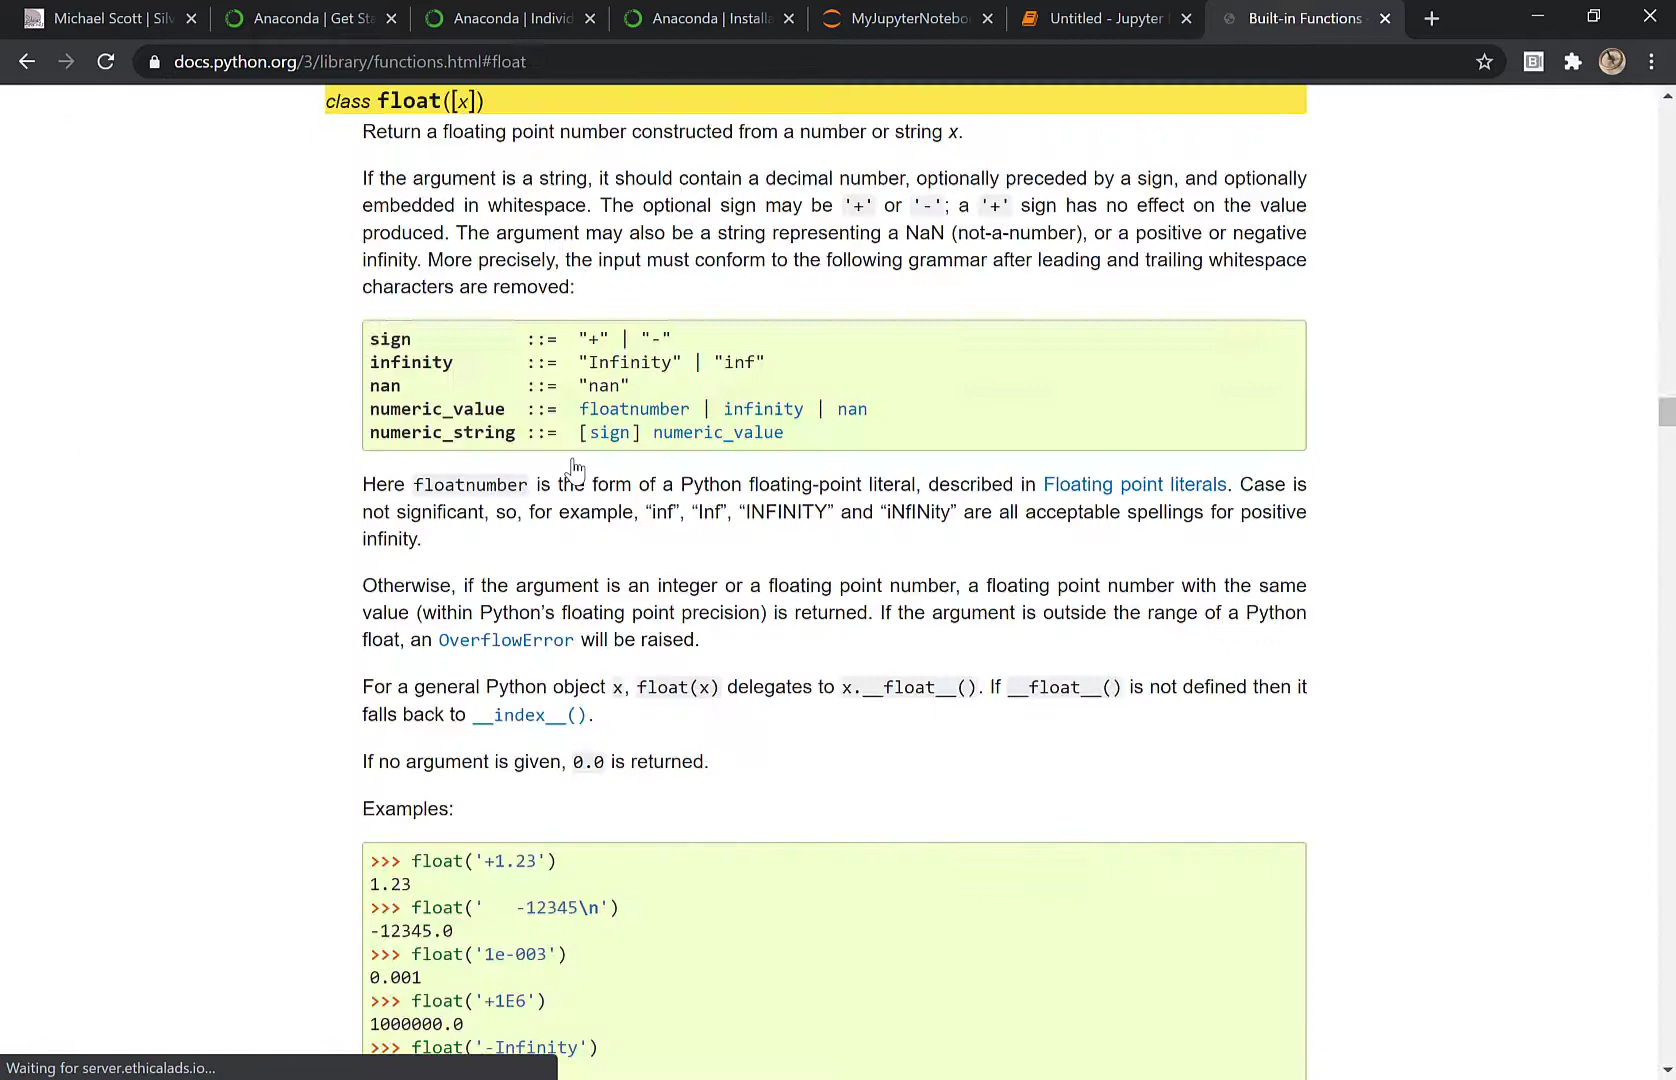 Michael Scott | Sil
Anaconda | Get Sta
Anaconda | Individ
Anaconda | Installa
MyJupyterNotebo
Untitled - Jupyter
Built-in Functions
docs.python.org/3/library/functions.html#float
class float([x])
Return a floating point number constructed from a number or string x.
If the argument is a string, it should contain a decimal number, optionally preceded by a sign, and optionally
embedded in whitespace. The optional sign may be '+' or '-'; a '+' sign has no effect on the value
produced. The argument may also be a string representing a NaN (not-a-number), or a positive or negative
infinity. More precisely, the input must conform to the following grammar after leading and trailing whitespace
characters are removed:
sign ::= "+" | "-"
infinity ::= "Infinity" | "inf"
nan ::= "nan"
numeric_value ::= floatnumber | infinity | nan
numeric_string ::= [sign] numeric_value
Here floatnumber is the form of a Python floating-point literal, described in Floating point literals. Case is
not significant, so, for example, “inf”, “Inf”, “INFINITY” and “iNfINity” are all acceptable spellings for positive
infinity.
Otherwise, if the argument is an integer or a floating point number, a floating point number with the same
value (within Python’s floating point precision) is returned. If the argument is outside the range of a Python
float, an OverflowError will be raised.
For a general Python object x, float(x) delegates to x.__float__(). If __float__() is not defined then it
falls back to __index__().
If no argument is given, 0.0 is returned.
Examples:
>>> float('+1.23')
1.23
>>> float('   -12345\n')
-12345.0
>>> float('1e-003')
0.001
>>> float('+1E6')
1000000.0
>>> float('-Infinity')
Waiting for server.ethicalads.io...